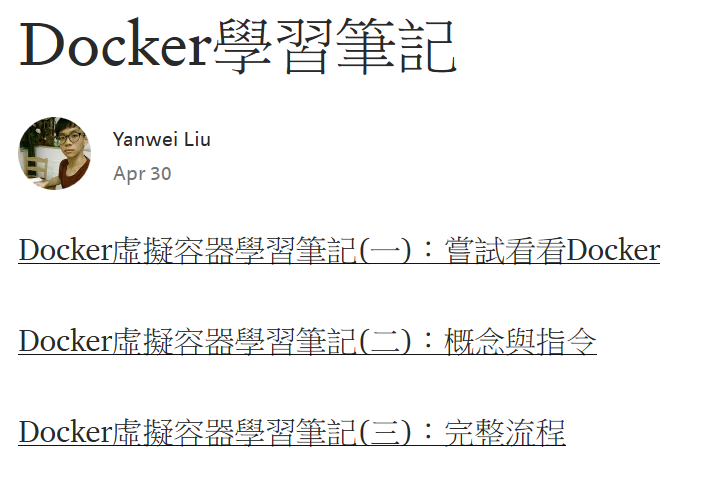 Docker學習筆記
Yanwei Liu
Apr 30
Docker虛擬容器學習筆記(一)：嘗試看看Docker
Docker虛擬容器學習筆記(二)：概念與指令
Docker虛擬容器學習筆記(三)：完整流程